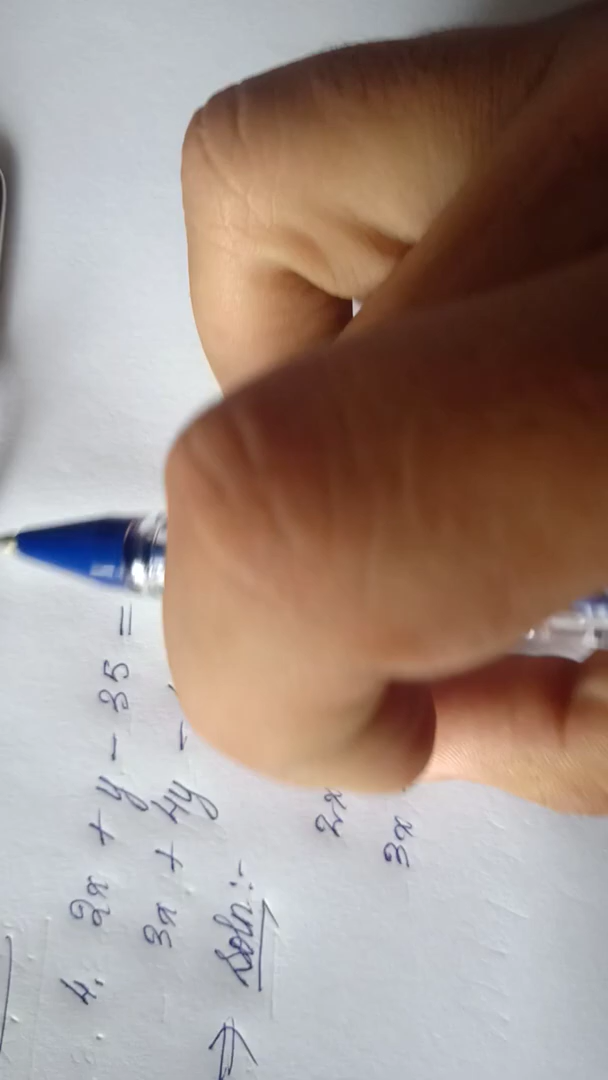 4. 2x + y - 35 =
3x + 4y -
⇒ Soln:-
2x
3x